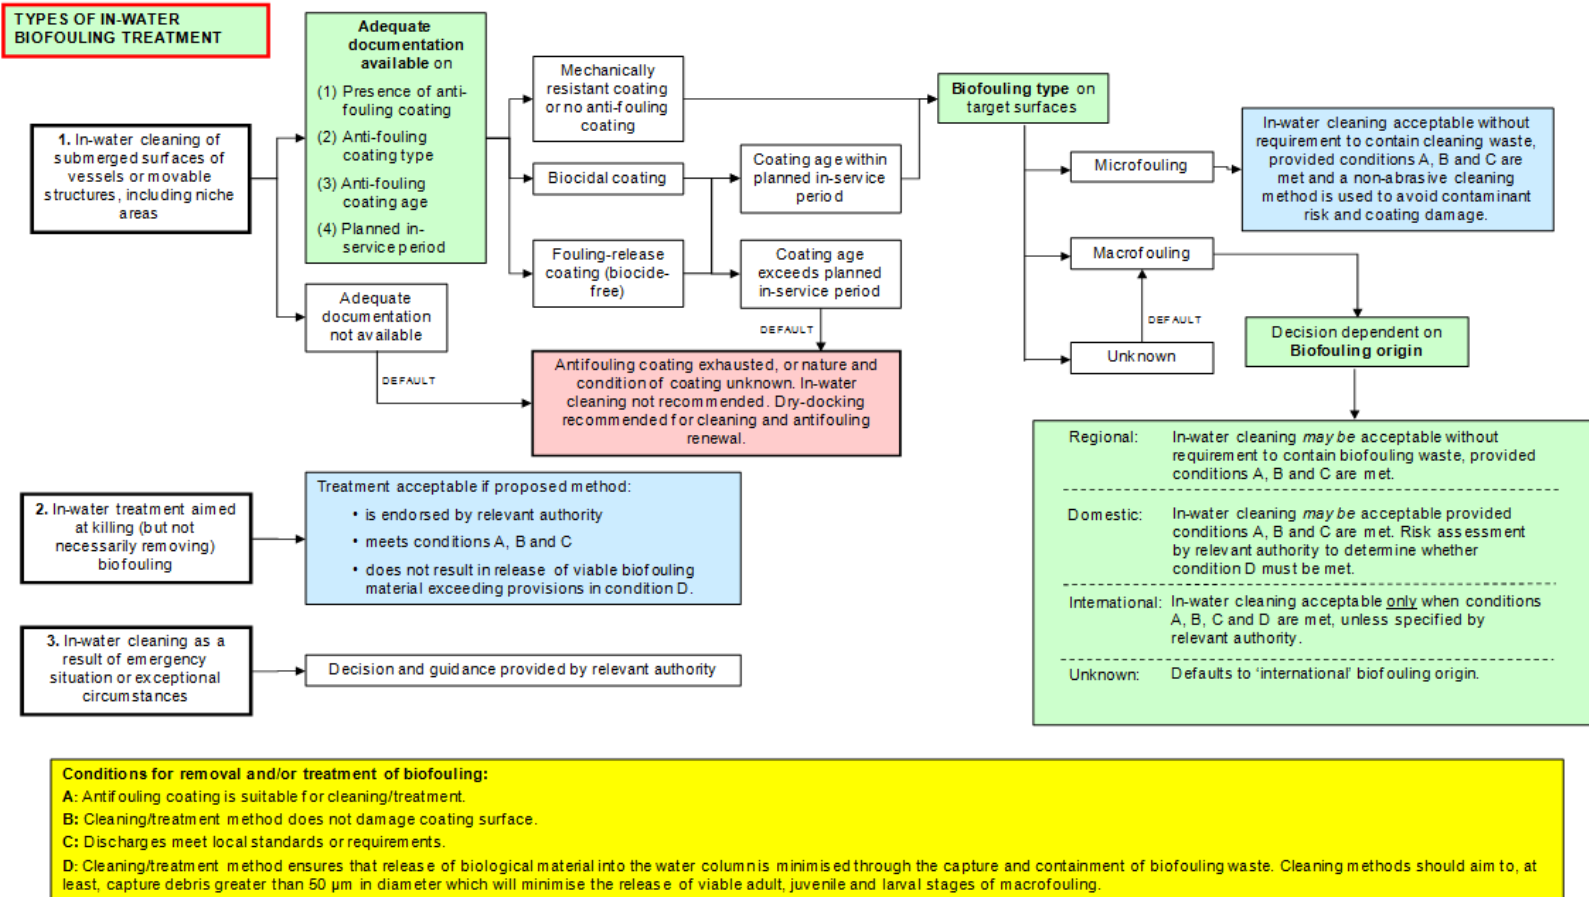 TYPES OF IN-WATER
BIOFOULING TREATMENT
1. In-water cleaning of
submerged surfaces of
vessels or movable
structures, including niche
areas
Adequate
documentation
available on
(1) Presence of anti-
fouling coating
(2) Anti-fouling
coating type
(3) Anti-fouling
coating age
(4) Planned in-
service period
Adequate
documentation
not available
DEFAULT
Mechanically
resistant coating
or no anti-fouling
coating
Biocidal coating
Fouling-release
coating (biocide-
free)
Coating age within
planned in-service
period
Coating age
exceeds planned
in-service period
DEFAULT
Antifouling coating exhausted, or nature and
condition of coating unknown. In-water
cleaning not recommended. Dry-docking
recommended for cleaning and antifouling
renewal.
Biofouling type on
target surfaces
Microfouling
Macrofouling
DEFAULT
Unknown
In-water cleaning acceptable without
requirement to contain cleaning waste,
provided conditions A, B and C are
met and a non-abrasive cleaning
method is used to avoid contaminant
risk and coating damage.
Decision dependent on
Biofouling origin
Regional: In-water cleaning may be acceptable without
requirement to contain biofouling waste, provided
conditions A, B and C are met.
Domestic: In-water cleaning may be acceptable provided
conditions A, B and C are met. Risk assessment
by relevant authority to determine whether
condition D must be met.
International: In-water cleaning acceptable only when conditions
A, B, C and D are met, unless specified by
relevant authority.
Unknown: Defaults to 'international' biofouling origin.
2. In-water treatment aimed
at killing (but not
necessarily removing)
biofouling
Treatment acceptable if proposed method:
• is endorsed by relevant authority
• meets conditions A, B and C
• does not result in release of viable biofouling
material exceeding provisions in condition D.
3. In-water cleaning as a
result of emergency
situation or exceptional
circumstances
Decision and guidance provided by relevant authority
Conditions for removal and/or treatment of biofouling:
A: Antifouling coating is suitable for cleaning/treatment.
B: Cleaning/treatment method does not damage coating surface.
C: Discharges meet local standards or requirements.
D: Cleaning/treatment method ensures that release of biological material into the water column is minimised through the capture and containment of biofouling waste. Cleaning methods should aim to, at
least, capture debris greater than 50 µm in diameter which will minimise the release of viable adult, juvenile and larval stages of macrofouling.